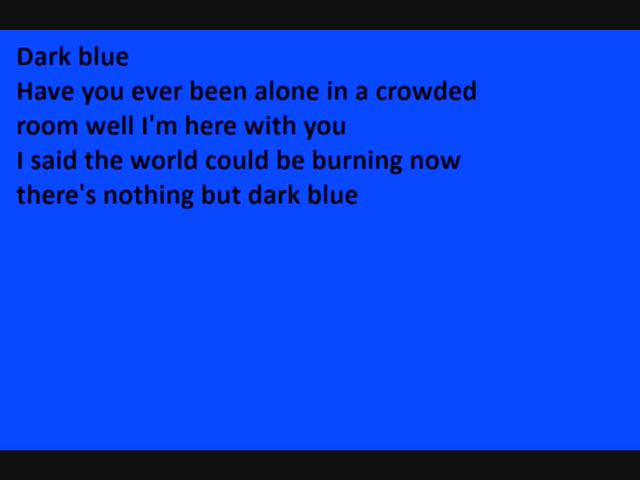 Dark blue
Have you ever been alone in a crowded
room well I'm here with you
I said the world could be burning now
there's nothing but dark blue